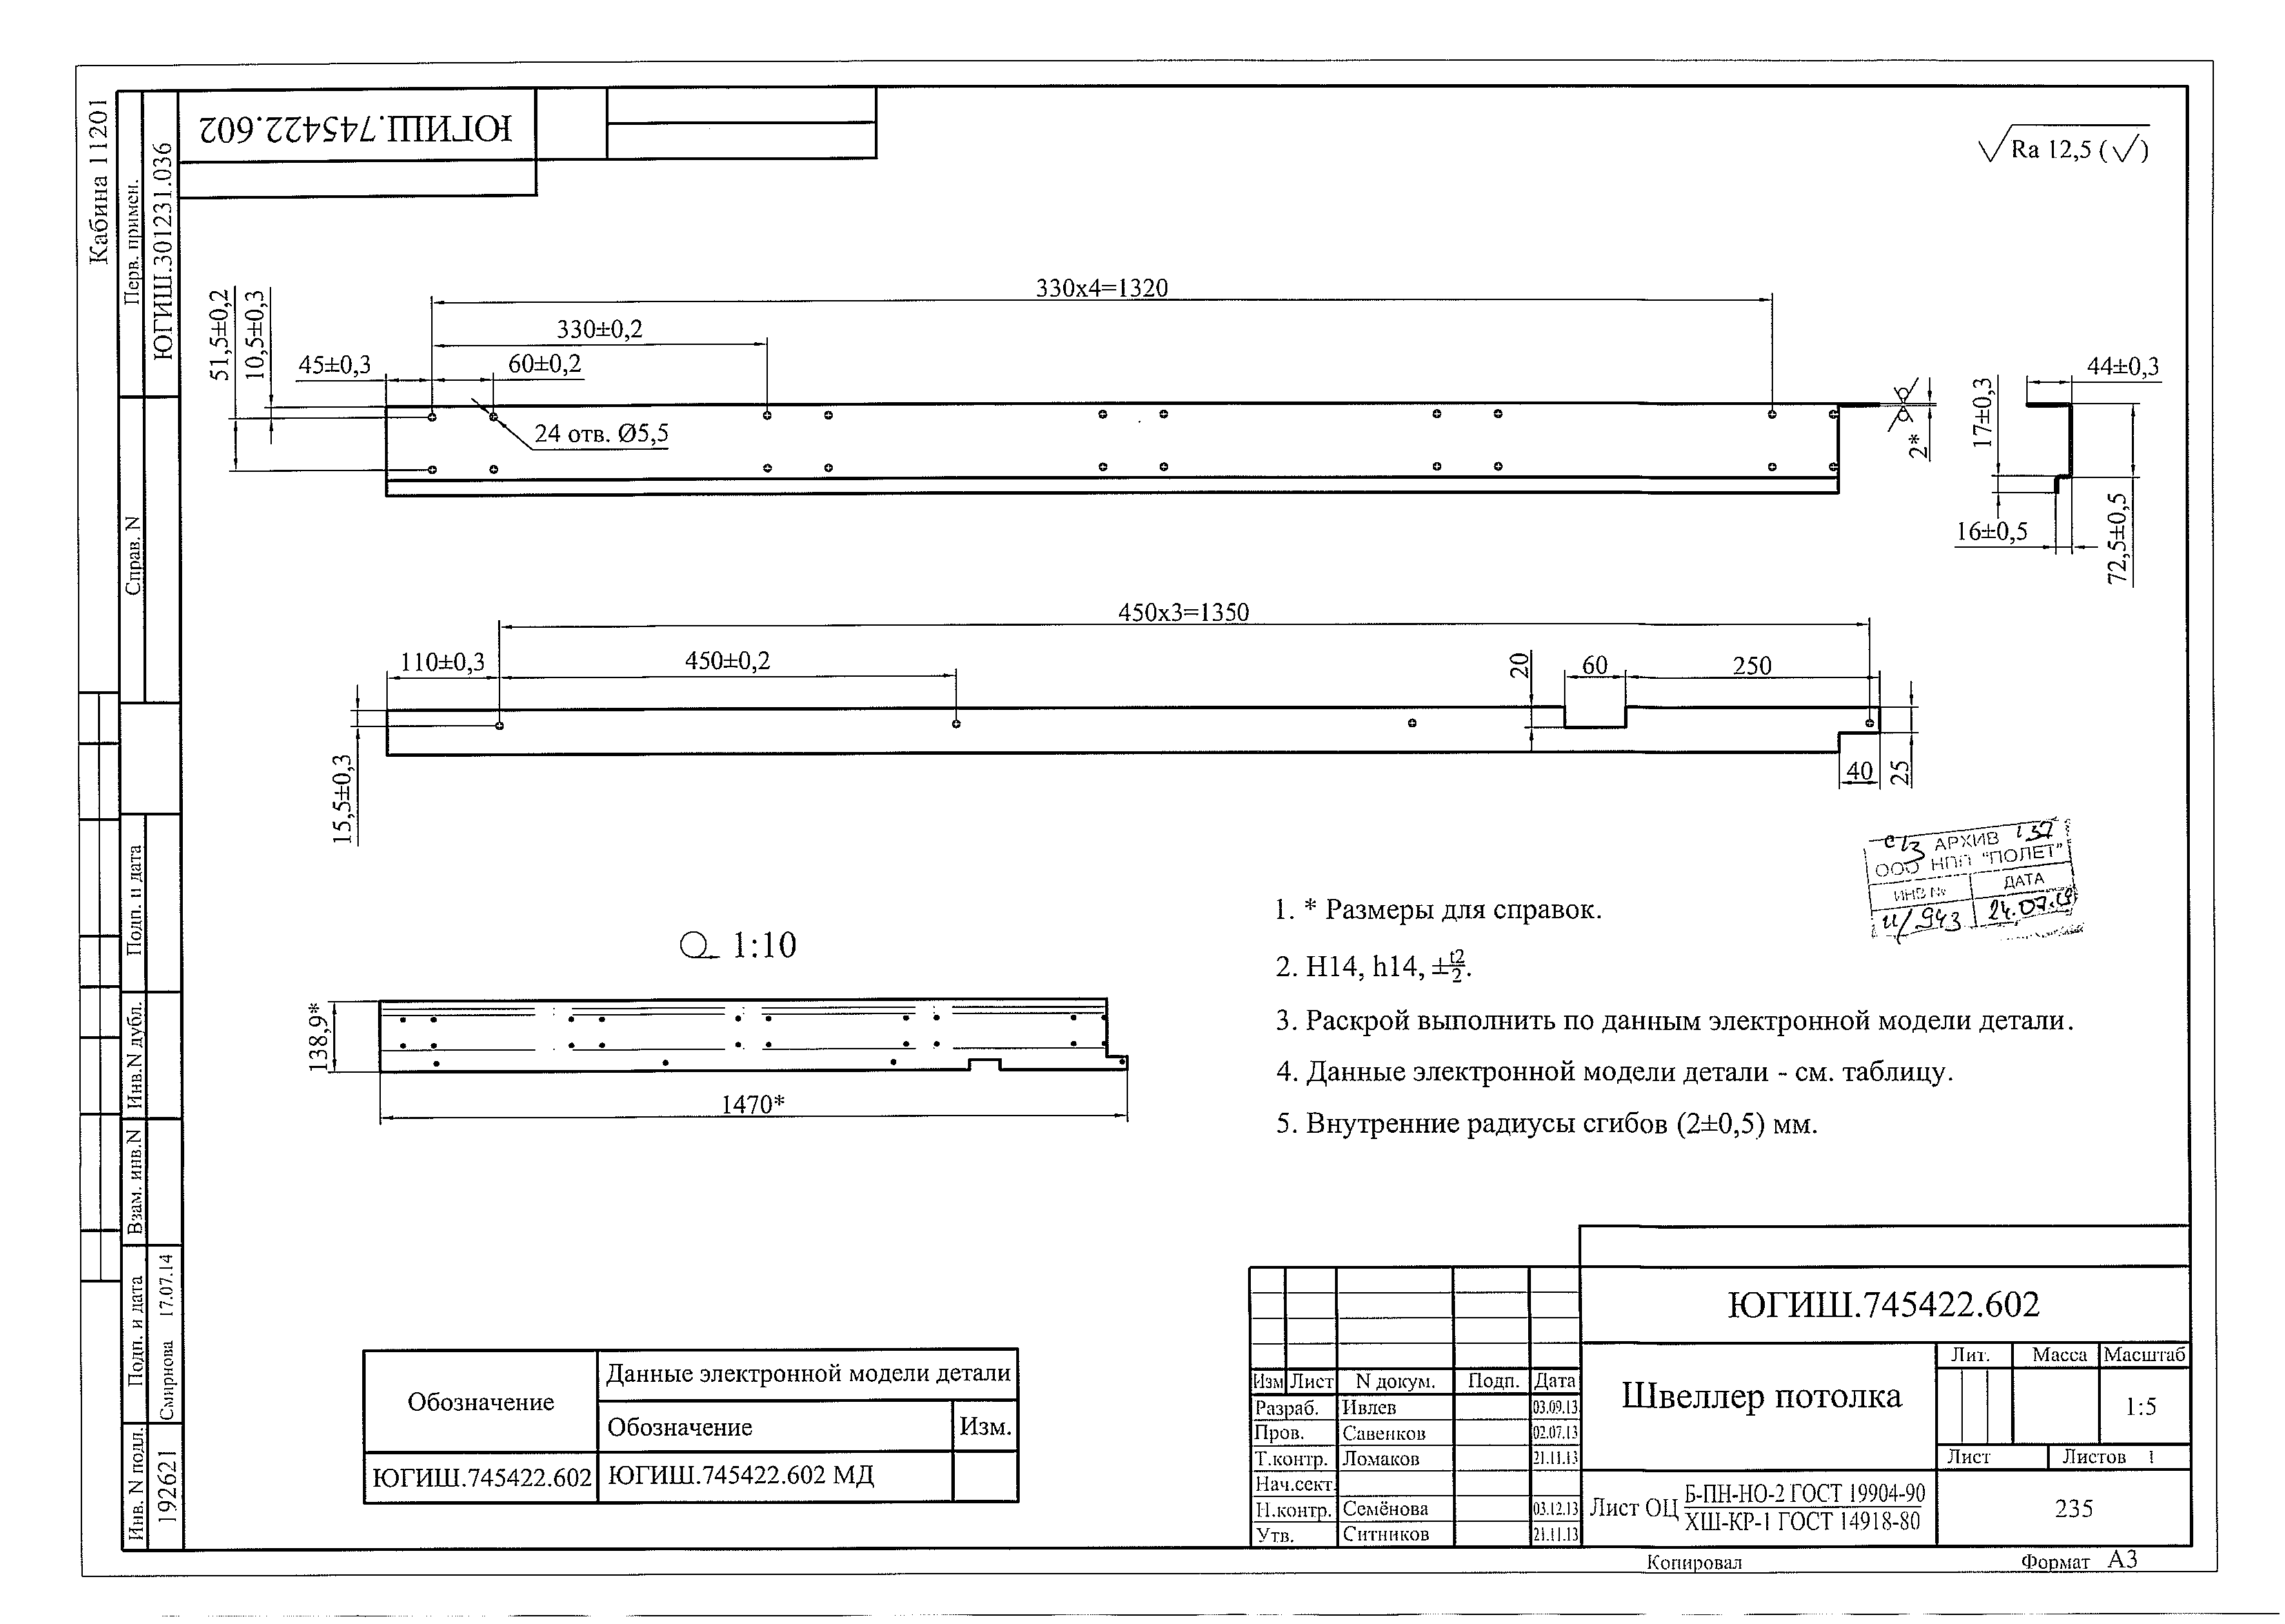 Кабина 11201
Перв. примен.
ЮГИШ.301231.036
Справ. N
Подп. и дата
Инв.N дубл.
Взам. инв.N
Подп. и дата
Смирнова 17.07.14
Инв. N подл.
192621
ЮГИШ.745422.602
Ra 12,5 (√)
330x4=1320
330±0,2
60±0,2
45±0,3
51,5±0,2
10,5±0,3
24 отв. Ø5,5
2*
44±0,3
17±0,3
16±0,5
72,5±0,5
450x3=1350
110±0,3
450±0,2
20
60
250
15,5±0,3
40
25
АРХИВ 137
ООО НПП "ПОЛЕТ"
ИНВ № ДАТА
и/943 24.07.19
1:10
138,9*
1470*
1. * Размеры для справок.
2. H14, h14, ±t2/2.
3. Раскрой выполнить по данным электронной модели детали.
4. Данные электронной модели детали - см. таблицу.
5. Внутренние радиусы сгибов (2±0,5) мм.
Обозначение
Данные электронной модели детали
Обозначение Изм.
ЮГИШ.745422.602 ЮГИШ.745422.602 МД
ЮГИШ.745422.602
Изм Лист N докум. Подп. Дата
Разраб. Ивлев 03.09.13
Пров. Савенков 02.07.13
Т.контр. Ломаков 21.11.13
Нач.сект.
Н.контр. Семёнова 03.12.13
Утв. Ситников 21.11.13
Швеллер потолка
Лит. Масса Масштаб
1:5
Лист Листов 1
Лист ОЦ Б-ПН-НО-2 ГОСТ 19904-90
ХШ-КР-1 ГОСТ 14918-80
235
Копировал Формат А3